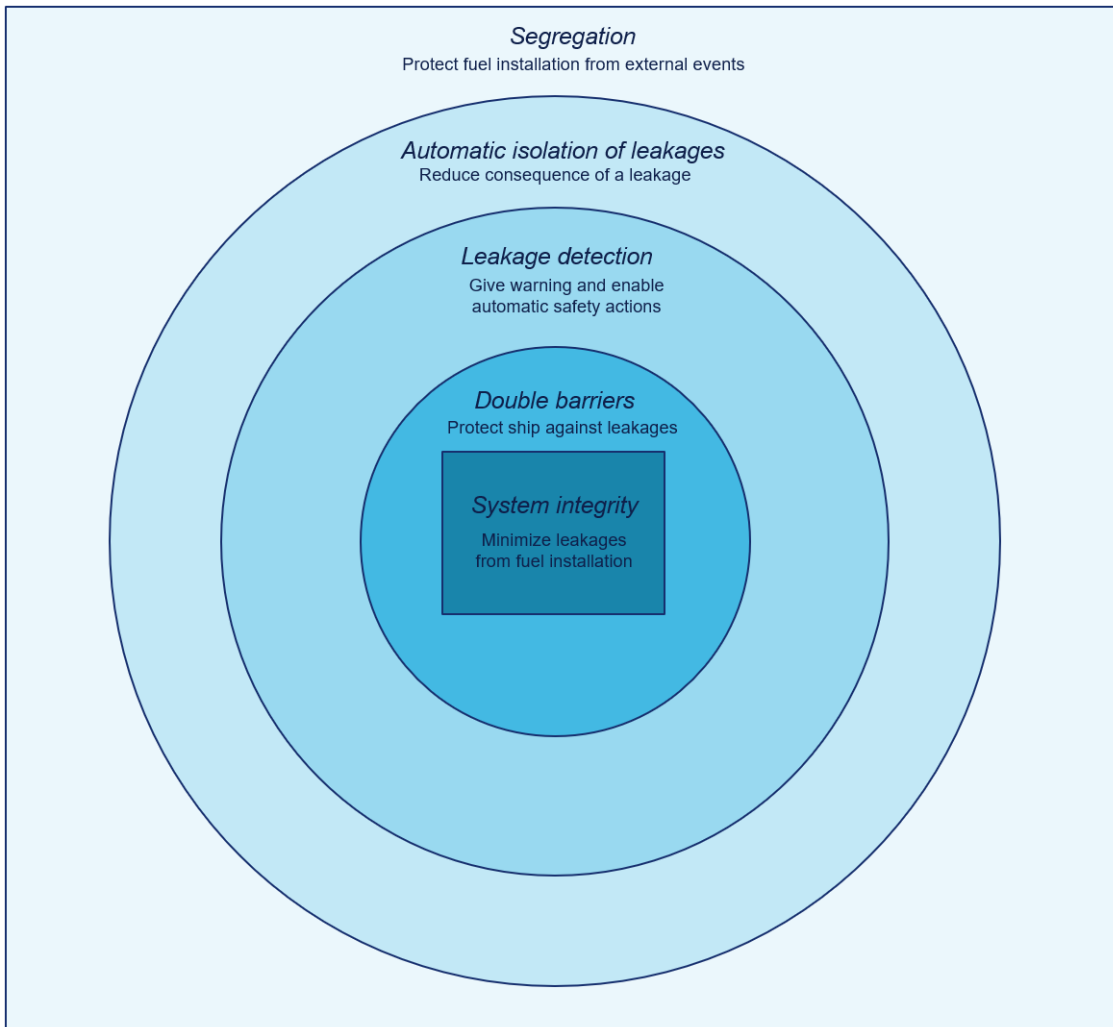 Segregation
Protect fuel installation from external events
Automatic isolation of leakages
Reduce consequence of a leakage
Leakage detection
Give warning and enable
automatic safety actions
Double barriers
Protect ship against leakages
System integrity
Minimize leakages
from fuel installation